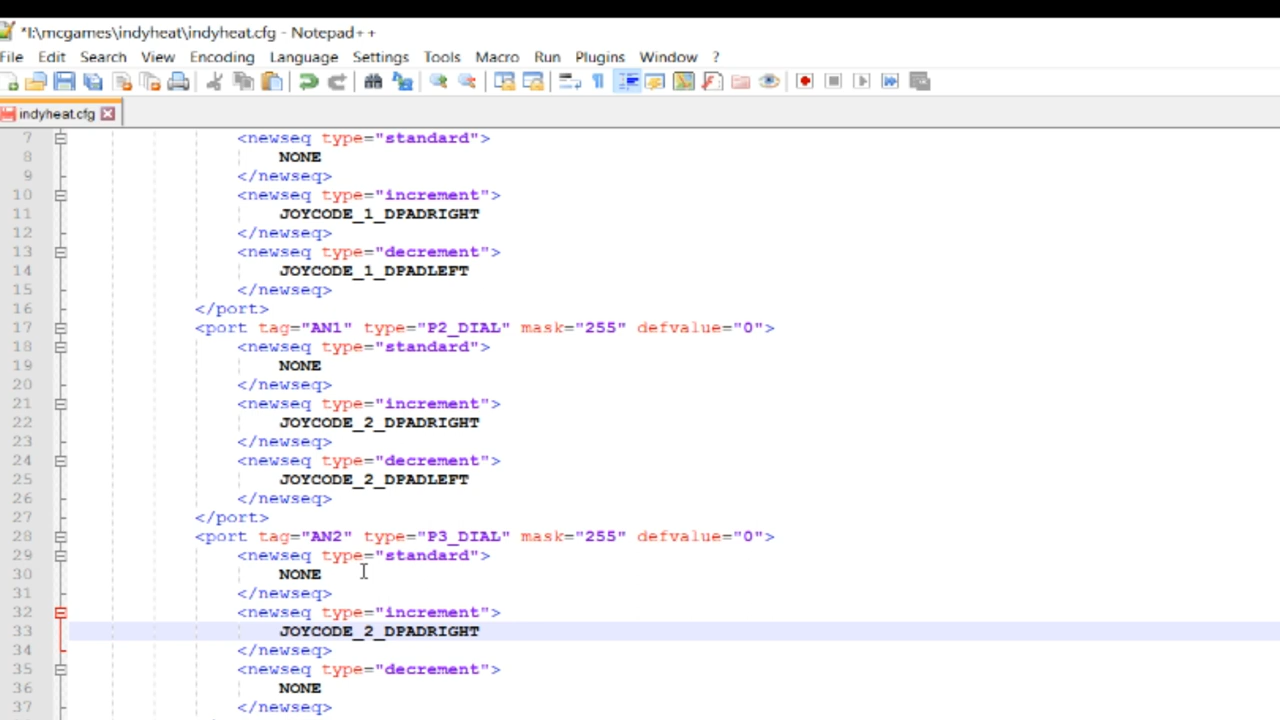 *I:\mcgames\indyheat\indyheat.cfg - Notepad++
File Edit Search View Encoding Language Settings Tools Macro Run Plugins Window ?
indyheat.cfg
7 <newseq type="standard">
8 NONE
9 </newseq>
10 <newseq type="increment">
11 JOYCODE_1_DPADRIGHT
12 </newseq>
13 <newseq type="decrement">
14 JOYCODE_1_DPADLEFT
15 </newseq>
16 </port>
17 <port tag="AN1" type="P2_DIAL" mask="255" defvalue="0">
18 <newseq type="standard">
19 NONE
20 </newseq>
21 <newseq type="increment">
22 JOYCODE_2_DPADRIGHT
23 </newseq>
24 <newseq type="decrement">
25 JOYCODE_2_DPADLEFT
26 </newseq>
27 </port>
28 <port tag="AN2" type="P3_DIAL" mask="255" defvalue="0">
29 <newseq type="standard">
30 NONE
31 </newseq>
32 <newseq type="increment">
33 JOYCODE_2_DPADRIGHT
34 </newseq>
35 <newseq type="decrement">
36 NONE
37 </newseq>